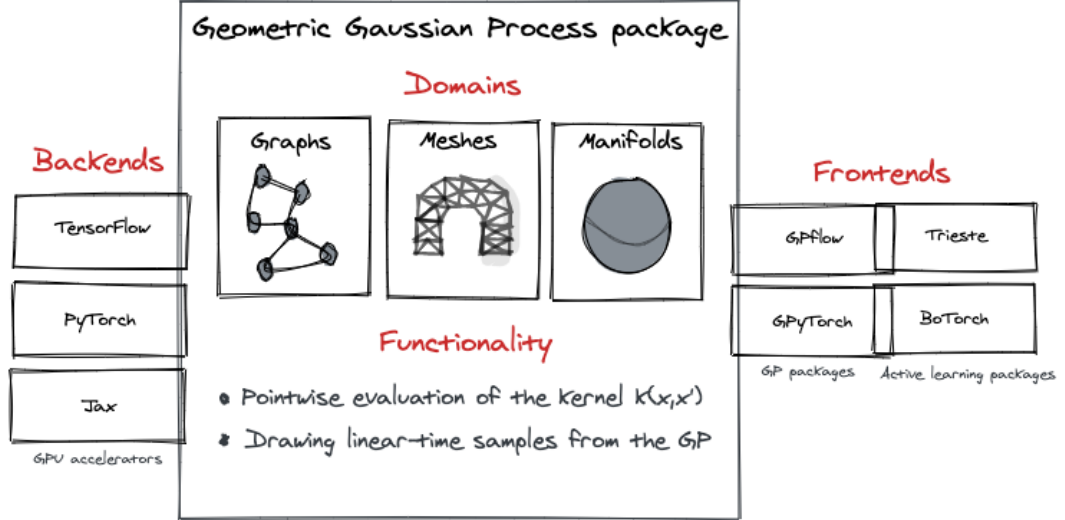 Geometric Gaussian Process package
Domains
Graphs
Meshes
Manifolds
Backends
TensorFlow
PyTorch
Jax
GPU accelerators
Functionality
• Pointwise evaluation of the kernel k(x,x')
• Drawing linear-time samples from the GP
Frontends
GPflow
Trieste
GPyTorch
BoTorch
GP packages
Active learning packages